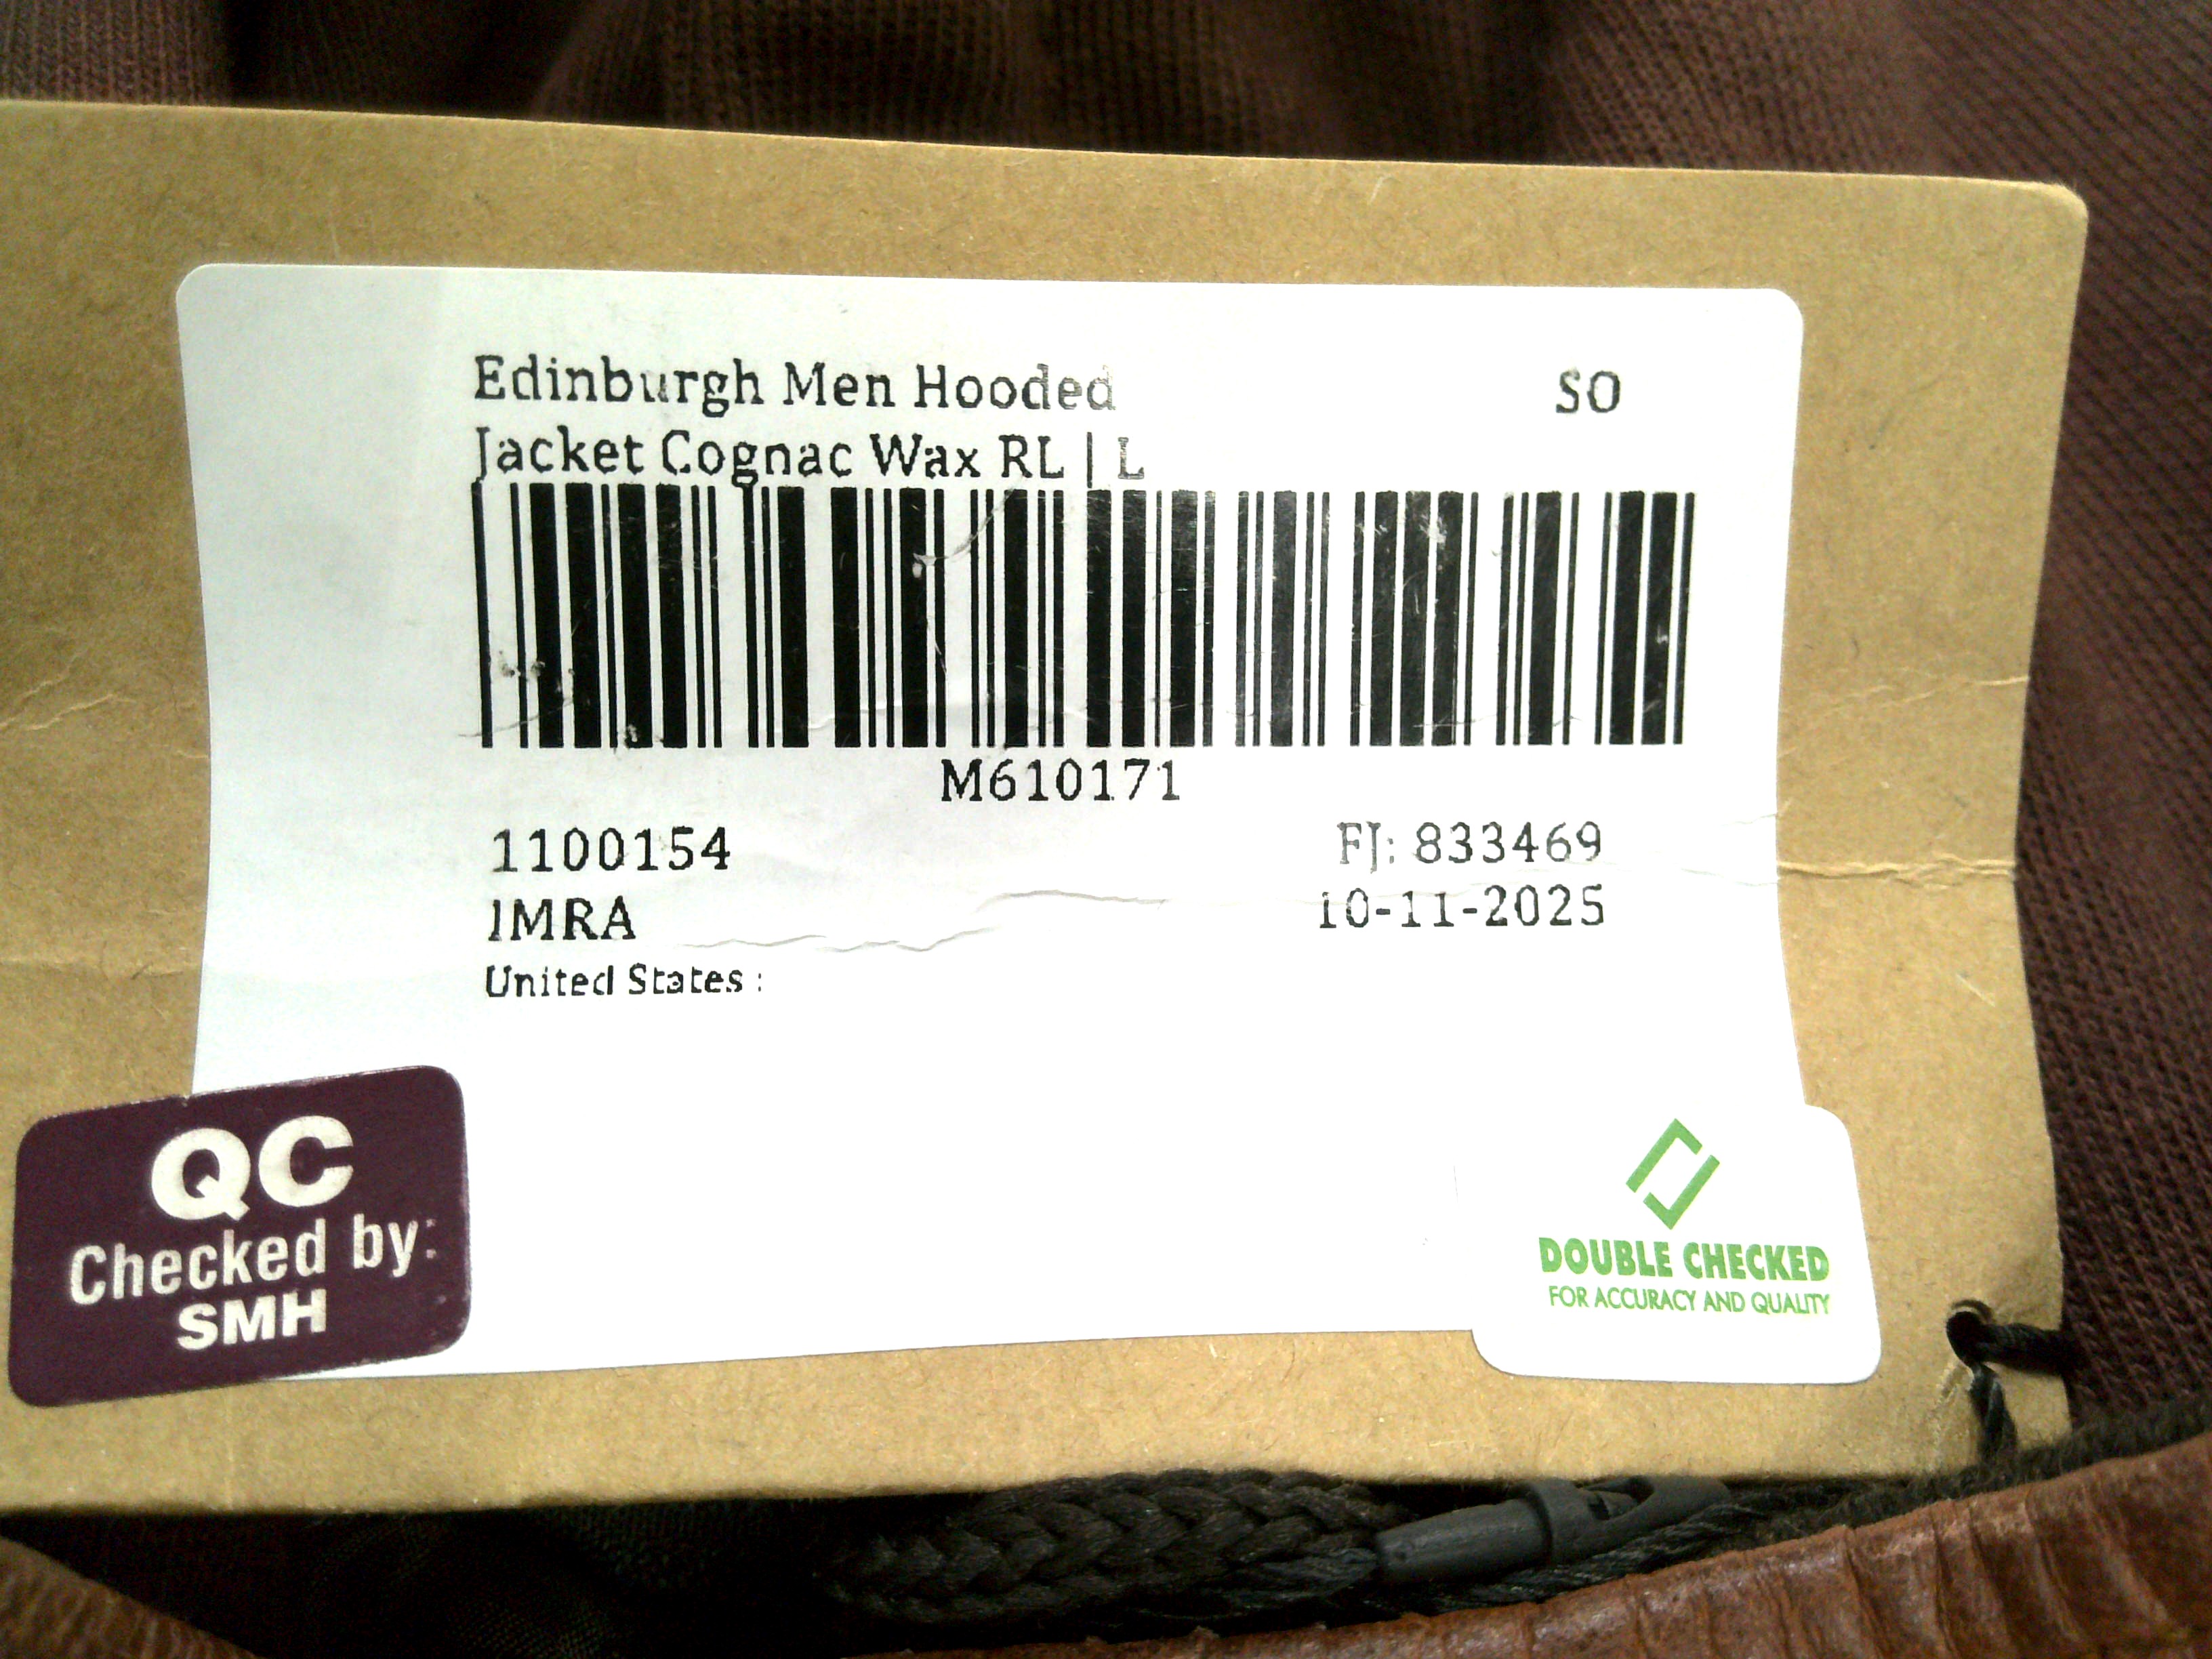 Edinburgh Men Hooded SO
Jacket Cognac Wax RL | L
M610171
1100154 FJ: 833469
IMRA 10-11-2025
United States :
QC
Checked by:
SMH
DOUBLE CHECKED
FOR ACCURACY AND QUALITY